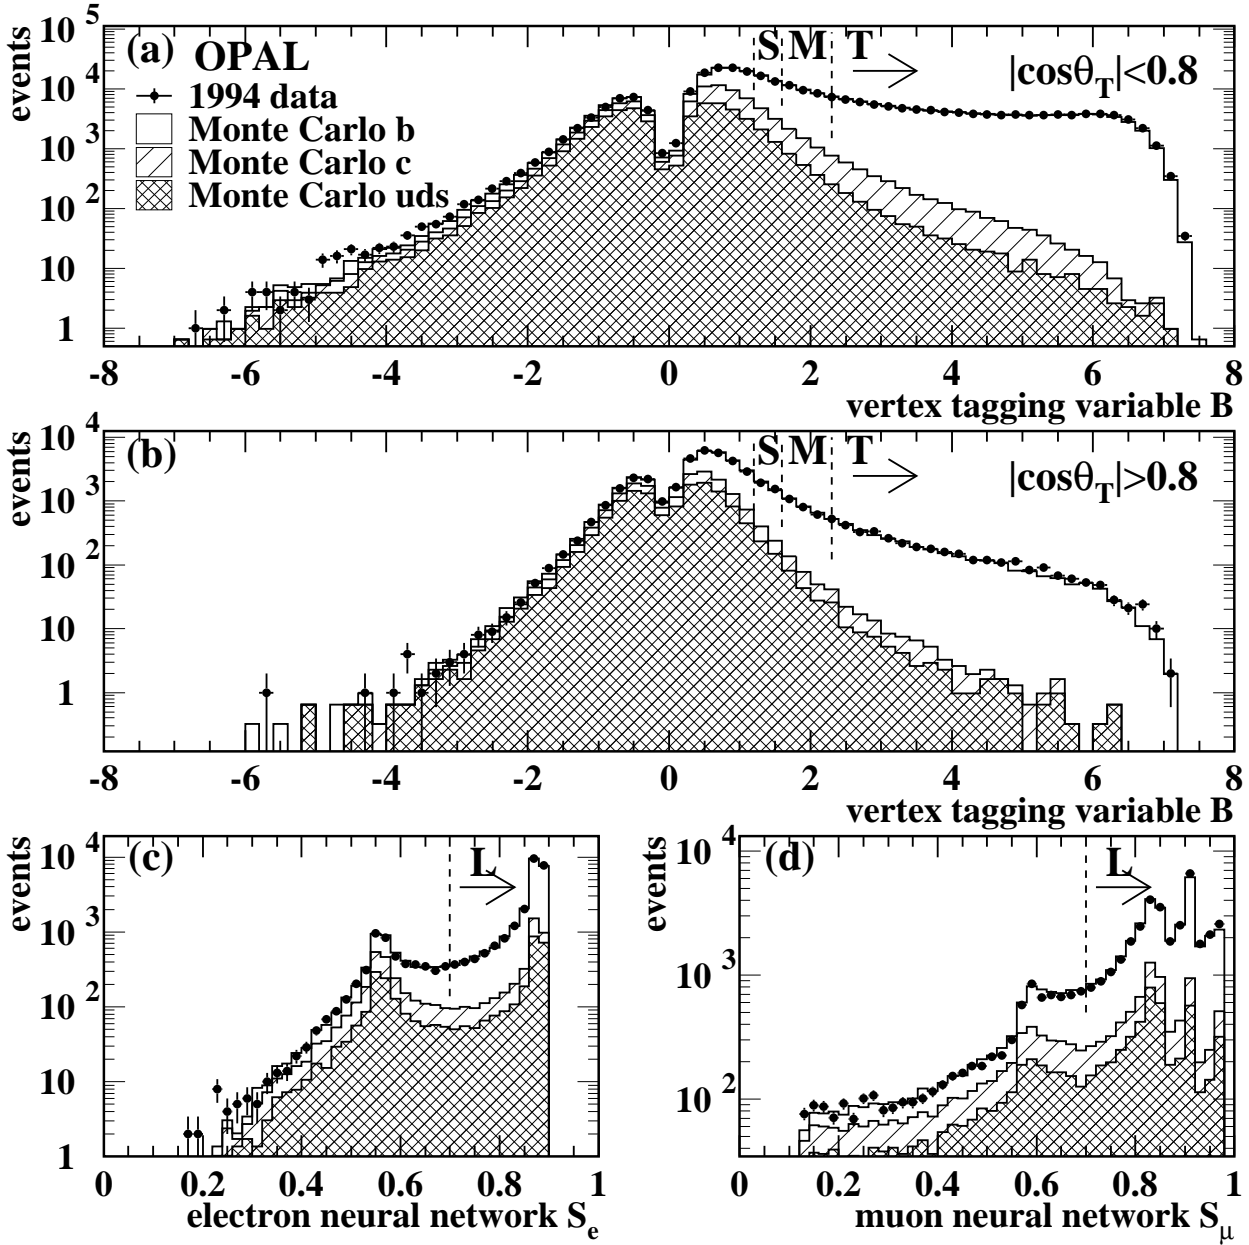 (a)
OPAL
1994 data
Monte Carlo b
Monte Carlo c
Monte Carlo uds
S M T
|cosθ_T|<0.8
events
10^5
10^4
10^3
10^2
10
1
-8 -6 -4 -2 0 2 4 6 8
vertex tagging variable B
(b)
S M T
|cosθ_T|>0.8
events
10^4
10^3
10^2
10
1
-8 -6 -4 -2 0 2 4 6 8
vertex tagging variable B
(c)
L
events
10^4
10^3
10^2
10
1
0 0.2 0.4 0.6 0.8 1
electron neural network S_e
(d)
L
events
10^4
10^3
10^2
0 0.2 0.4 0.6 0.8 1
muon neural network S_μ